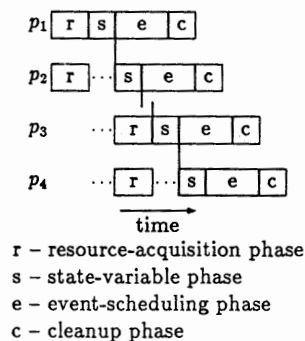 p1 r s e c
p2 r ... s e c
p3 ... r s e c
p4 ... r ... s e c
time
r – resource-acquisition phase
s – state-variable phase
e – event-scheduling phase
c – cleanup phase